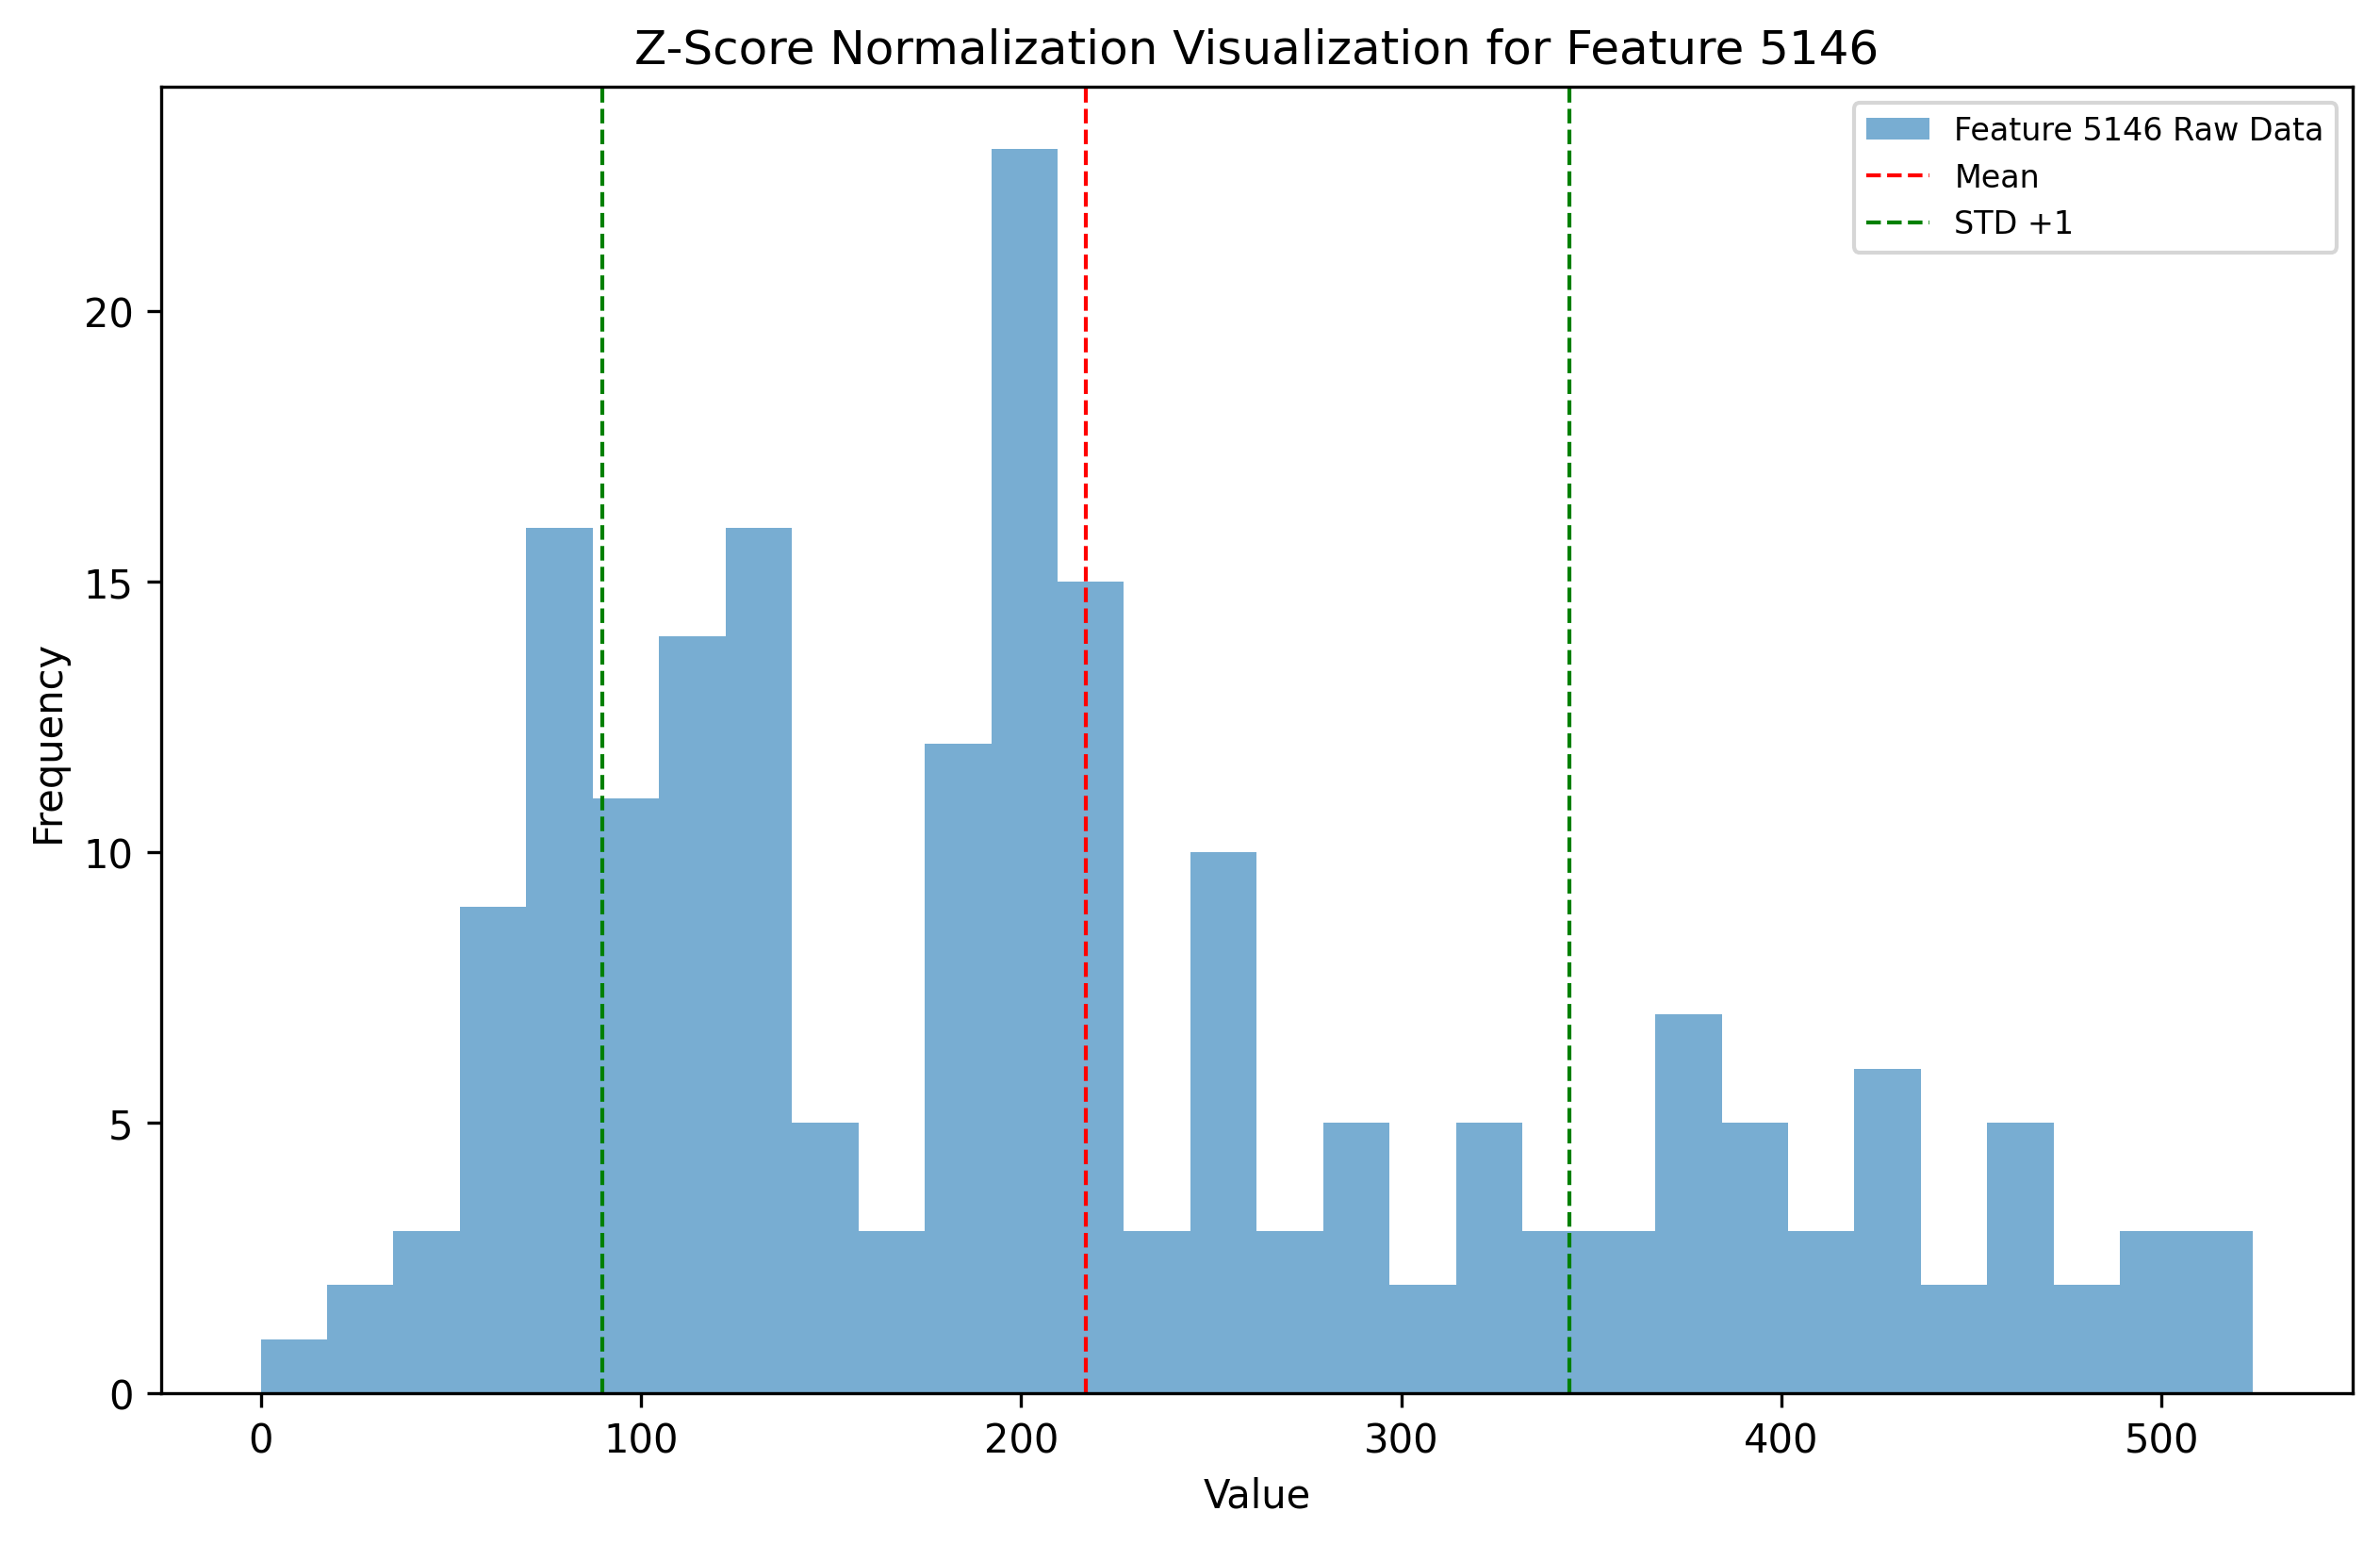 Z-Score Normalization Visualization for Feature 5146
Feature 5146 Raw Data
Mean
STD +1
Frequency
20
15
10
5
0
0 100 200 300 400 500
Value